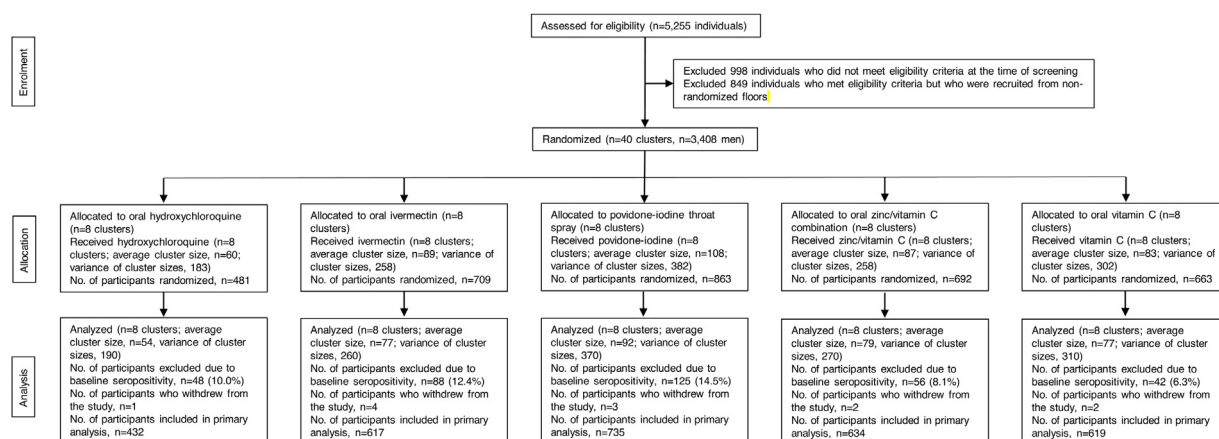 Assessed for eligibility (n=5,255 individuals)
Enrolment
Excluded 998 individuals who did not meet eligibility criteria at the time of screening
Excluded 849 individuals who met eligibility criteria but who were recruited from non-
randomized floors
Randomized (n=40 clusters, n=3,408 men)
Allocation
Allocated to oral hydroxychloroquine
(n=8 clusters)
Received hydroxychloroquine (n=8
clusters; average cluster size, n=60;
variance of cluster sizes, 183)
No. of participants randomized, n=481
Allocated to oral ivermectin (n=8
clusters)
Received ivermectin (n=8 clusters;
average cluster size, n=89; variance of
cluster sizes, 258)
No. of participants randomized, n=709
Allocated to povidone-iodine throat
spray (n=8 clusters)
Received povidone-iodine (n=8
clusters; average cluster size, n=108;
variance of cluster sizes, 382)
No. of participants randomized, n=863
Allocated to oral zinc/vitamin C
combination (n=8 clusters)
Received zinc/vitamin C (n=8 clusters;
average cluster size, n=87; variance of
cluster sizes, 258)
No. of participants randomized, n=692
Allocated to oral vitamin C (n=8
clusters)
Received vitamin C (n=8 clusters;
average cluster size, n=83; variance of
cluster sizes, 302)
No. of participants randomized, n=663
Analysis
Analyzed (n=8 clusters; average
cluster size, n=54, variance of cluster
sizes, 190)
No. of participants excluded due to
baseline seropositivity, n=48 (10.0%)
No. of participants who withdrew from
the study, n=1
No. of participants included in primary
analysis, n=432
Analyzed (n=8 clusters; average
cluster size, n=77; variance of cluster
sizes, 260)
No. of participants excluded due to
baseline seropositivity, n=88 (12.4%)
No. of participants who withdrew from
the study, n=4
No. of participants included in primary
analysis, n=617
Analyzed (n=8 clusters; average
cluster size, n=92; variance of cluster
sizes, 370)
No. of participants excluded due to
baseline seropositivity, n=125 (14.5%)
No. of participants who withdrew from
the study, n=3
No. of participants included in primary
analysis, n=735
Analyzed (n=8 clusters; average
cluster size, n=79, variance of cluster
sizes, 270)
No. of participants excluded due to
baseline seropositivity, n=56 (8.1%)
No. of participants who withdrew from
the study, n=2
No. of participants included in primary
analysis, n=634
Analyzed (n=8 clusters; average
cluster size, n=77; variance of cluster
sizes, 310)
No. of participants excluded due to
baseline seropositivity, n=42 (6.3%)
No. of participants who withdrew from
the study, n=2
No. of participants included in primary
analysis, n=619